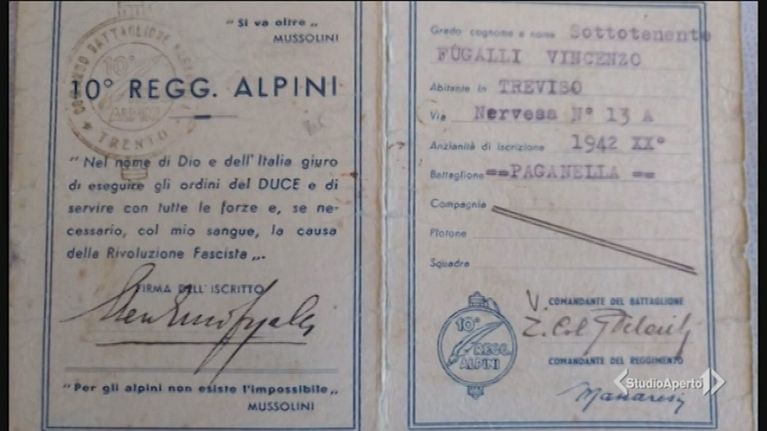 "Si va oltre"
MUSSOLINI
10° REGG. ALPINI
TRENTO
"Nel nome di Dio e dell'Italia giuro
di eseguire gli ordini del DUCE e di
servire con tutte le forze e, se ne-
cessario, col mio sangue, la causa
della Rivoluzione Fascista „.
FIRMA DELL'ISCRITTO
"Per gli alpini non esiste l'impossibile"
MUSSOLINI
Grado cognome e nome Sottotenente
FUGALLI VINCENZO
Abitante in TREVISO
Via Nervesa N° 13 A
Anzianità di iscrizione 1942 XX°
Battaglione ==PAGANELLA==
Compagnia
Plotone
Squadra
V. COMANDANTE DEL BATTAGLIONE
10°
REGG.
ALPINI
COMANDANTE DEL REGGIMENTO
Manaresi
StudioAperto